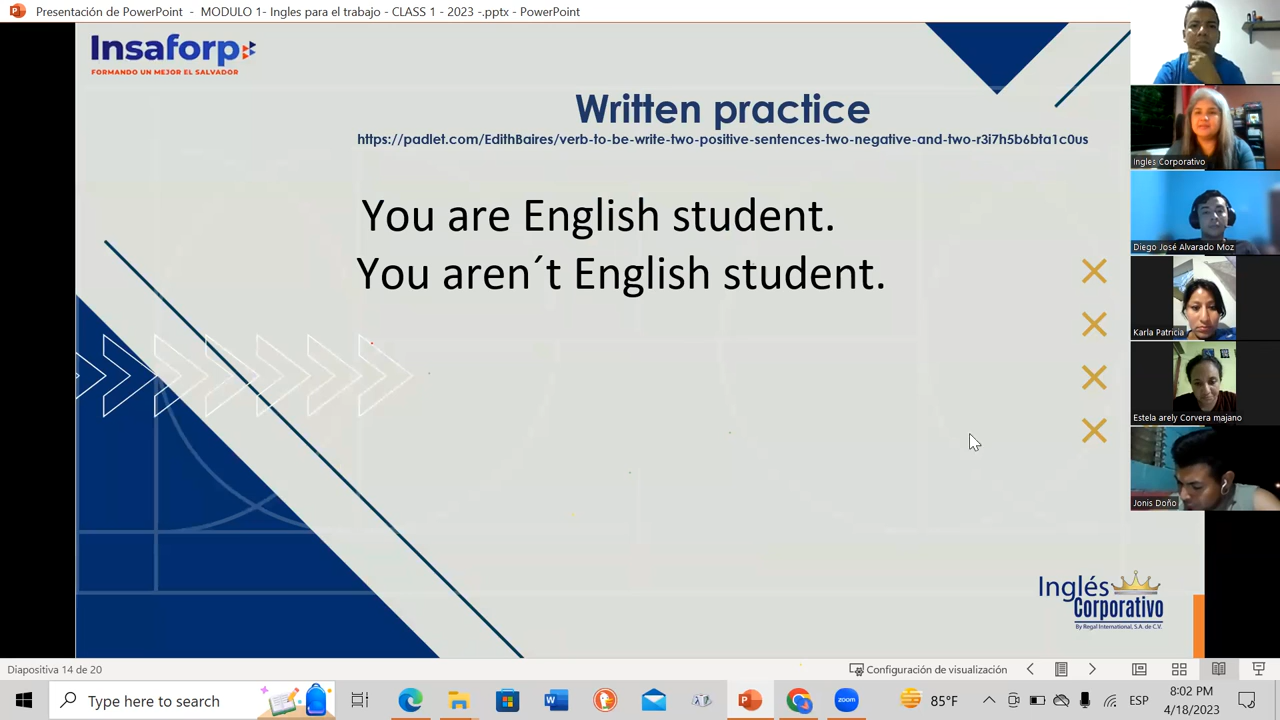 Presentación de PowerPoint - MODULO 1- Ingles para el trabajo - CLASS 1 - 2023 -.pptx - PowerPoint
Insaforp
FORMANDO UN MEJOR EL SALVADOR
Written practice
https://padlet.com/EdithBaires/verb-to-be-write-two-positive-sentences-two-negative-and-two-r3i7h5b6bta1c0us
You are English student.
You aren´t English student.
Ingles Corporativo
Diego José Alvarado Moz
Karla Patricia
Estela arely Corvera majano
Jonis Doño
Inglés
Corporativo
By Regal International, S.A. de C.V.
Diapositiva 14 de 20
Configuración de visualización
Type here to search
zoom
85°F
ESP
8:02 PM
4/18/2023